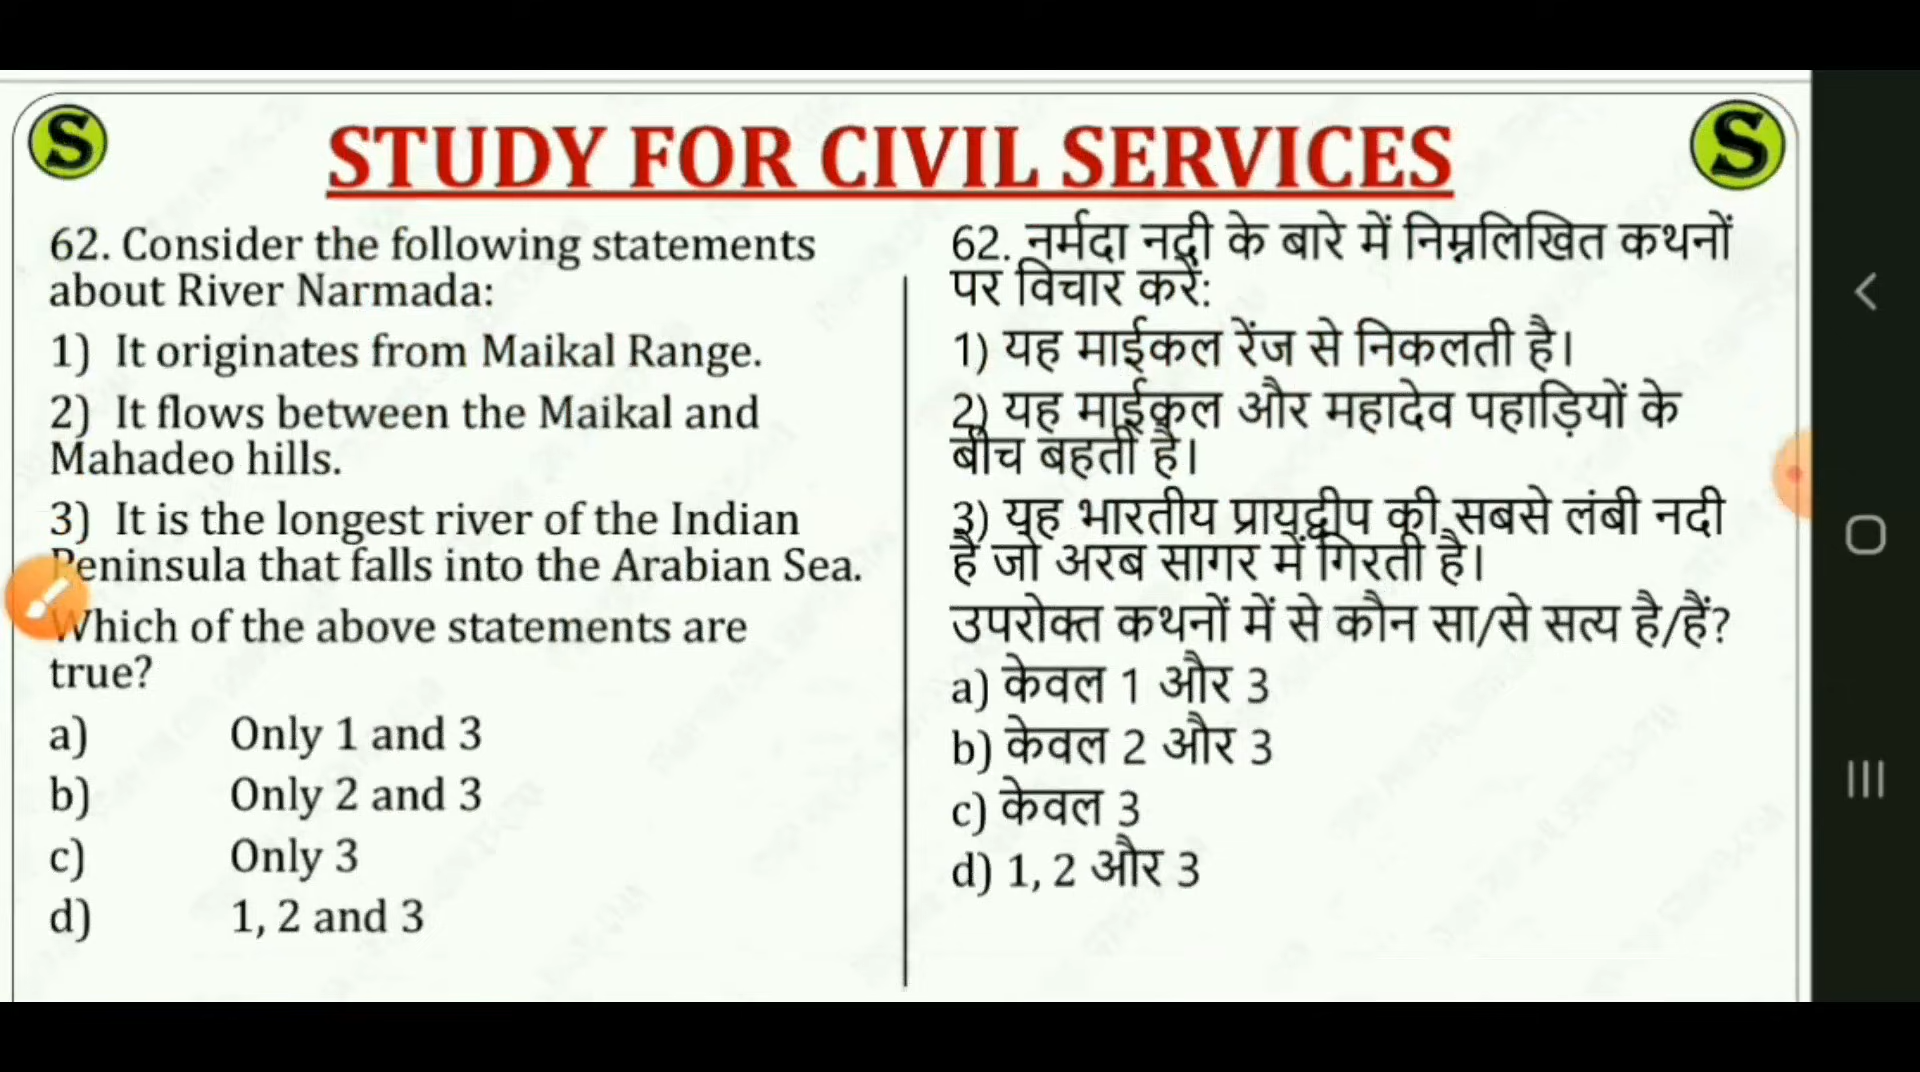 S
STUDY FOR CIVIL SERVICES
S
62. Consider the following statements
about River Narmada:
1) It originates from Maikal Range.
2) It flows between the Maikal and
Mahadeo hills.
3) It is the longest river of the Indian
Peninsula that falls into the Arabian Sea.
Which of the above statements are
true?
a) Only 1 and 3
b) Only 2 and 3
c) Only 3
d) 1, 2 and 3
62. नर्मदा नदी के बारे में निम्नलिखित कथनों
पर विचार करें:
1) यह माईकल रेंज से निकलती है।
2) यह माईकल और महादेव पहाड़ियों के
बीच बहती है।
3) यह भारतीय प्रायद्वीप की सबसे लंबी नदी
है जो अरब सागर में गिरती है।
उपरोक्त कथनों में से कौन सा/से सत्य है/हैं?
a) केवल 1 और 3
b) केवल 2 और 3
c) केवल 3
d) 1, 2 और 3